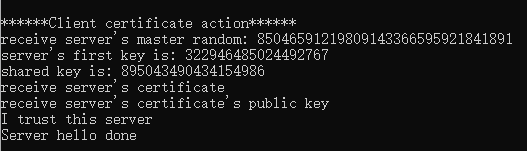 ******Client certificate action******
receive server's master random: 85046591219809143366595921841891
server's first key is: 322946485024492767
shared key is: 895043490434154986
receive server's certificate
receive server's certificate's public key
I trust this server
Server hello done